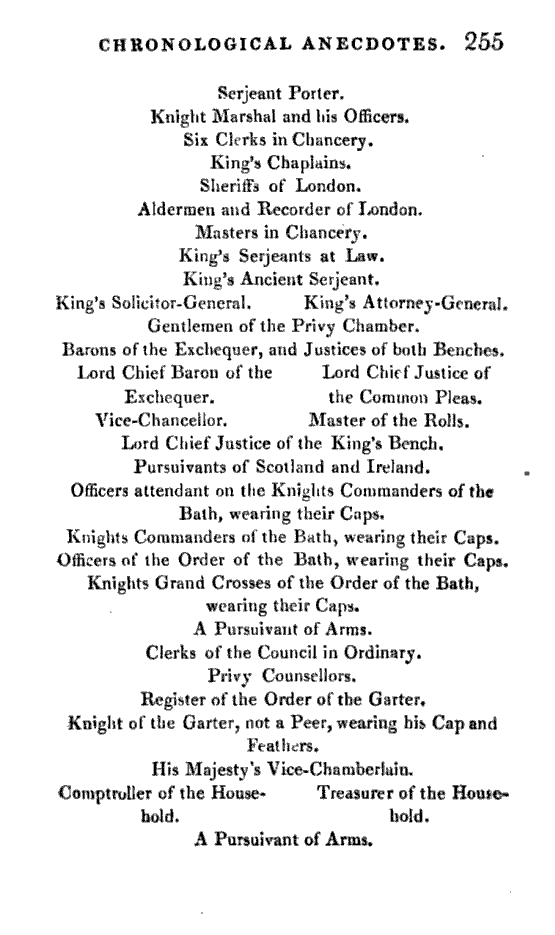 CHRONOLOGICAL ANECDOTES. 255
Serjeant Porter.
Knight Marshal and his Officers.
Six Clerks in Chancery.
King's Chaplains.
Sheriffs of London.
Aldermen and Recorder of London.
Masters in Chancery.
King's Serjeants at Law.
King's Ancient Serjeant.
King's Solicitor-General. King's Attorney-General.
Gentlemen of the Privy Chamber.
Barons of the Exchequer, and Justices of both Benches.
Lord Chief Baron of the Lord Chief Justice of
Exchequer. the Common Pleas.
Vice-Chancellor. Master of the Rolls.
Lord Chief Justice of the King's Bench.
Pursuivants of Scotland and Ireland.
Officers attendant on the Knights Commanders of the
Bath, wearing their Caps.
Knights Commanders of the Bath, wearing their Caps.
Officers of the Order of the Bath, wearing their Caps.
Knights Grand Crosses of the Order of the Bath,
wearing their Caps.
A Pursuivant of Arms.
Clerks of the Council in Ordinary.
Privy Counsellors.
Register of the Order of the Garter.
Knight of the Garter, not a Peer, wearing his Cap and
Feathers.
His Majesty's Vice-Chamberlain.
Comptroller of the House- Treasurer of the House-
hold. hold.
A Pursuivant of Arms.